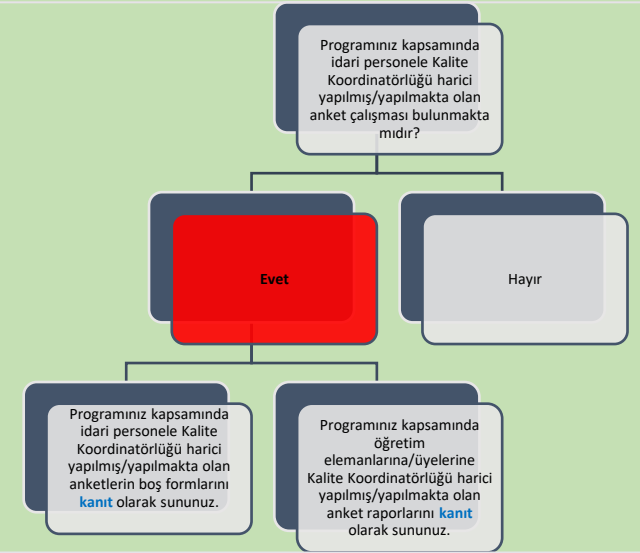 Programınız kapsamında
idari personele Kalite
Koordinatörlüğü harici
yapılmış/yapılmakta olan
anket çalışması bulunmakta
mıdır?
Evet
Hayır
Programınız kapsamında
idari personele Kalite
Koordinatörlüğü harici
yapılmış/yapılmakta olan
anketlerin boş formlarını
kanıt olarak sununuz.
Programınız kapsamında
öğretim
elemanlarına/üyelerine
Kalite Koordinatörlüğü harici
yapılmış/yapılmakta olan
anket raporlarını kanıt
olarak sununuz.